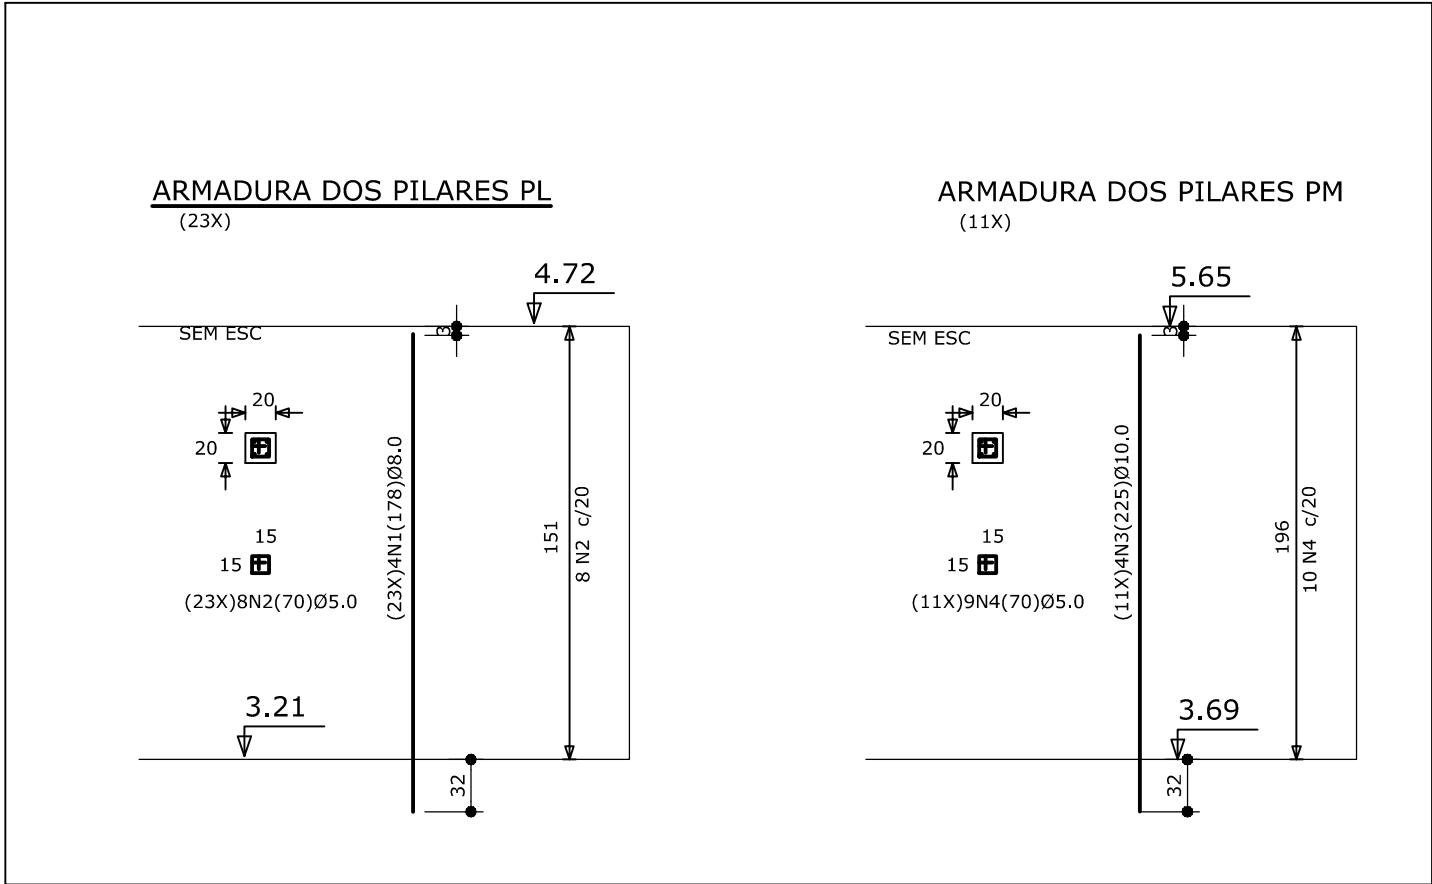 ARMADURA DOS PILARES PL
(23X)
4.72
3
SEM ESC
20
20
15
15
(23X)8N2(70)Ø5.0
(23X)4N1(178)Ø8.0
151
8 N2 c/20
3.21
32
ARMADURA DOS PILARES PM
(11X)
5.65
3
SEM ESC
20
20
15
15
(11X)9N4(70)Ø5.0
(11X)4N3(225)Ø10.0
196
10 N4 c/20
3.69
32